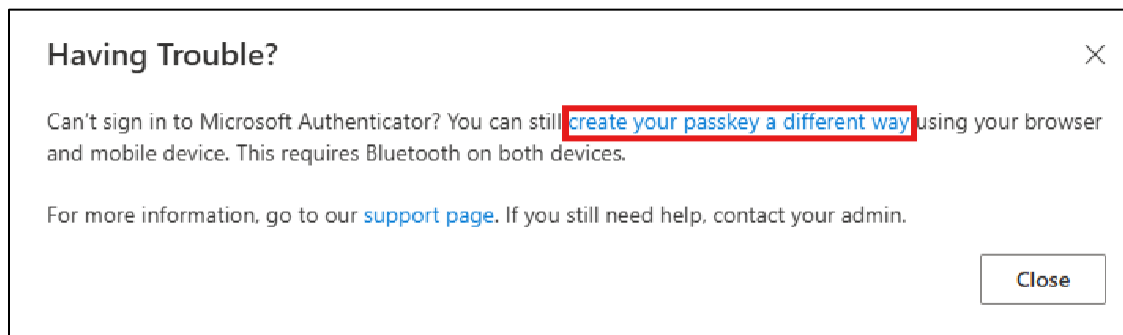 Having Trouble?
Can't sign in to Microsoft Authenticator? You can still create your passkey a different way using your browser
and mobile device. This requires Bluetooth on both devices.
For more information, go to our support page. If you still need help, contact your admin.
Close